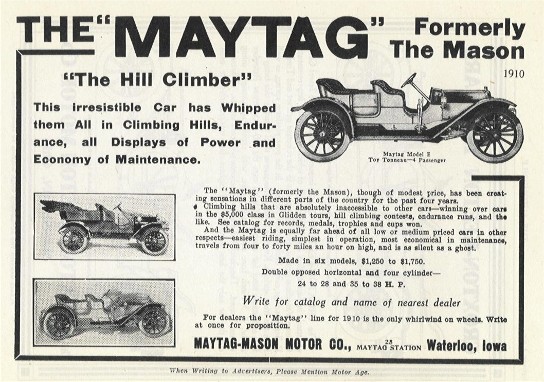 THE "MAYTAG" Formerly
The Mason
1910
"The Hill Climber"
This irresistible Car has Whipped
them All in Climbing Hills, Endur-
ance, all Displays of Power and
Economy of Maintenance.
Maytag Model E
Toy Tonneau—4 Passenger
The "Maytag" (formerly the Mason), though of modest price, has been creat-
ing sensations in different parts of the country for the past four years.
Climbing hills that are absolutely inaccessible to other cars—winning over cars
in the $5,000 class in Glidden tours, hill climbing contests, endurance runs, and the
like. See catalog for records, medals, trophies and cups won.
And the Maytag is equally far ahead of all low or medium priced cars in other
respects—easiest riding, simplest in operation, most economical in maintenance,
travels from four to forty miles an hour on high, and is as silent as a ghost.
Made in six models, $1,250 to $1,750.
Double opposed horizontal and four cylinder—
24 to 28 and 35 to 38 H. P.
Write for catalog and name of nearest dealer
For dealers the "Maytag" line for 1910 is the only whirlwind on wheels. Write
at once for proposition.
MAYTAG-MASON MOTOR CO., 28 MAYTAG STATION Waterloo, Iowa
When Writing to Advertisers, Please Mention Motor Age.